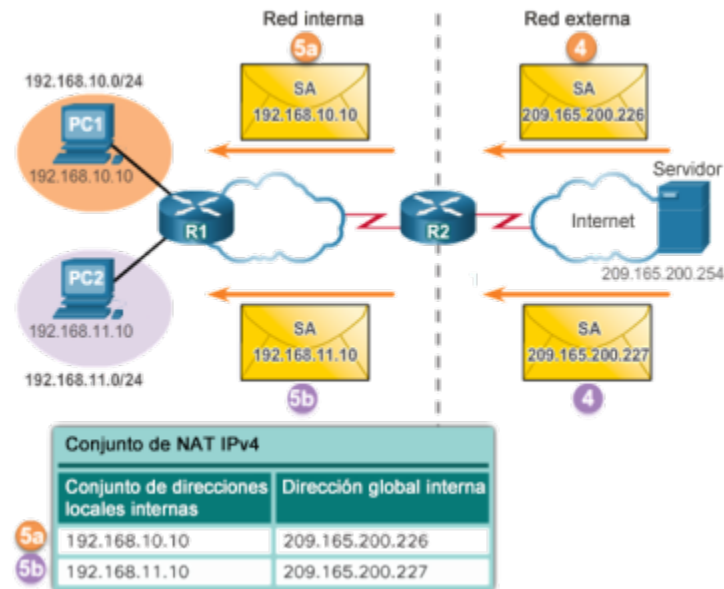 Red interna
Red externa
5a
4
192.168.10.0/24
SA
192.168.10.10
SA
209.165.200.226
PC1
192.168.10.10
Servidor
R1
R2
Internet
PC2
192.168.11.10
209.165.200.254
SA
192.168.11.10
SA
209.165.200.227
192.168.11.0/24
5b
4
Conjunto de NAT IPv4
Conjunto de direcciones
locales internas
Dirección global interna
5a
192.168.10.10
209.165.200.226
5b
192.168.11.10
209.165.200.227